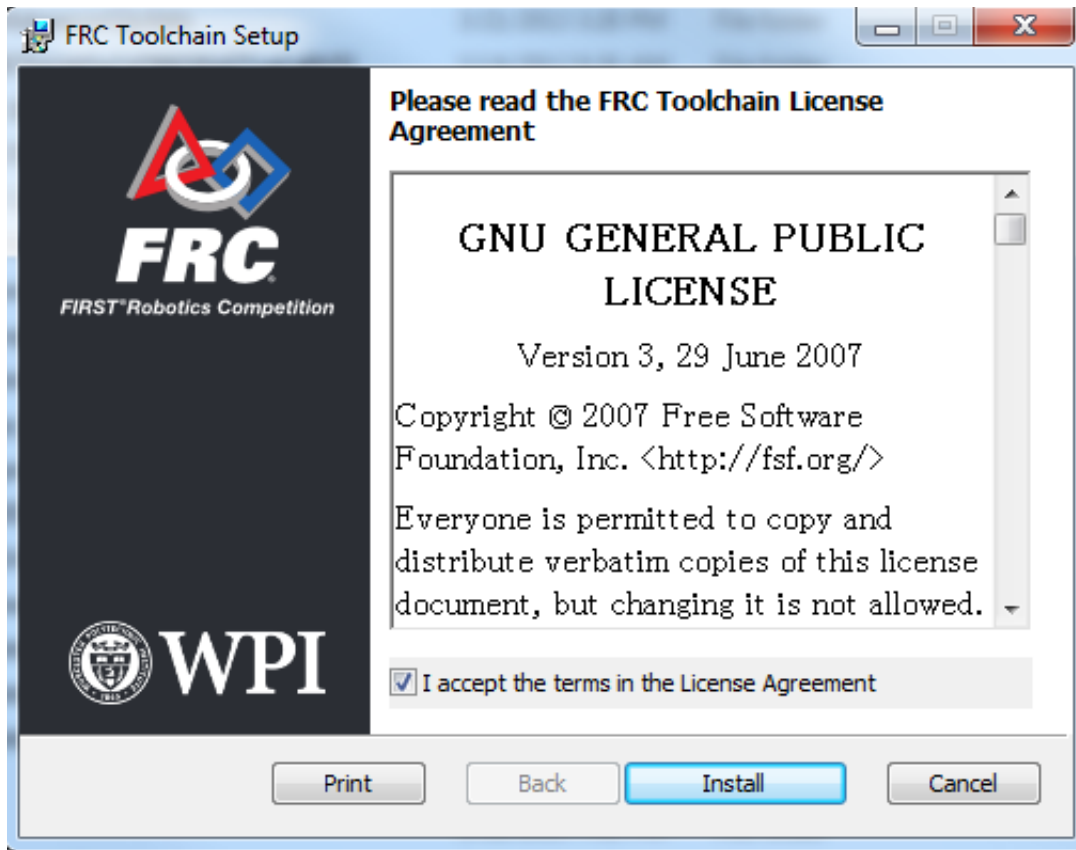 FRC Toolchain Setup
Please read the FRC Toolchain License
Agreement
FRC
FIRST® Robotics Competition
GNU GENERAL PUBLIC
LICENSE
Version 3, 29 June 2007
Copyright © 2007 Free Software
Foundation, Inc. <http://fsf.org/>
Everyone is permitted to copy and
distribute verbatim copies of this license
document, but changing it is not allowed.
WPI
I accept the terms in the License Agreement
Print
Back
Install
Cancel